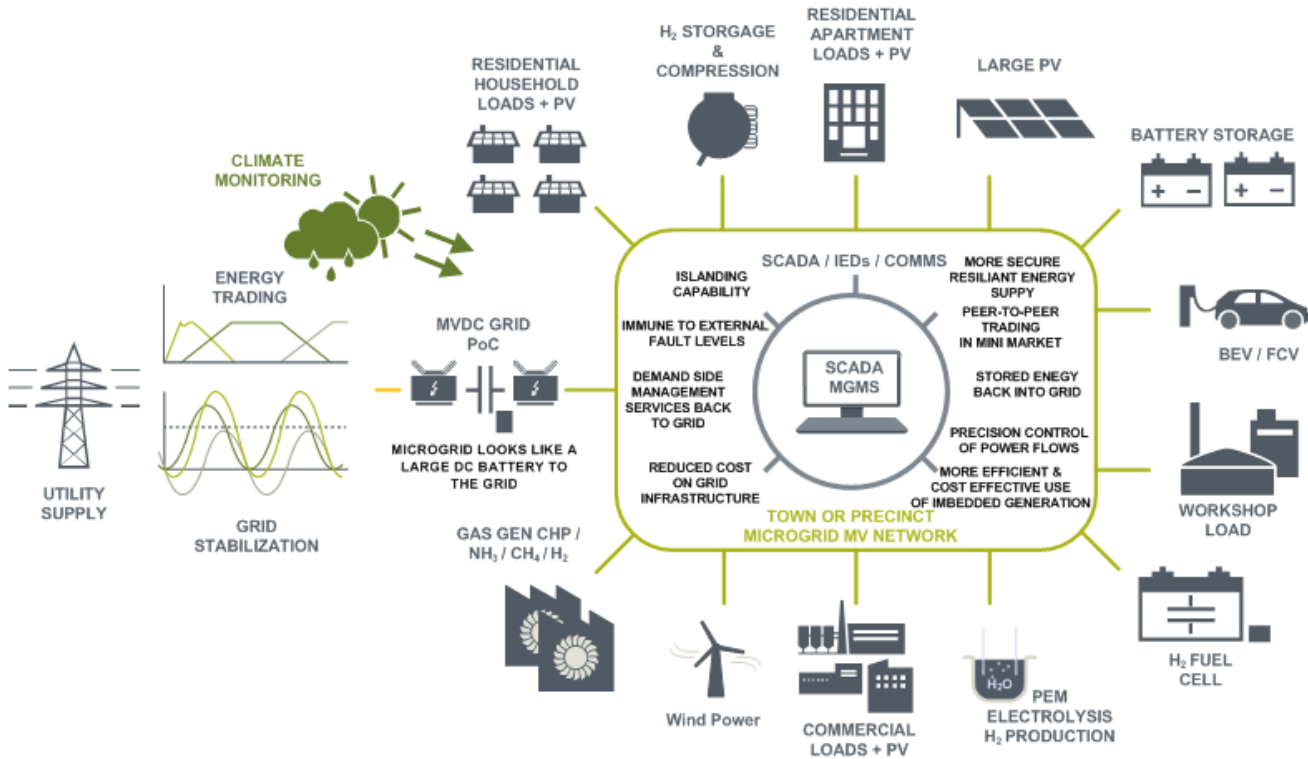 H₂ STORGAGE
&
COMPRESSION
RESIDENTIAL
APARTMENT
LOADS + PV
LARGE PV
RESIDENTIAL
HOUSEHOLD
LOADS + PV
BATTERY STORAGE
+ −
+ −
CLIMATE
MONITORING
ENERGY
TRADING
MVDC GRID
PoC
MICROGRID LOOKS LIKE A
LARGE DC BATTERY TO
THE GRID
UTILITY
SUPPLY
GRID
STABILIZATION
SCADA / IEDs / COMMS
ISLANDING
CAPABILITY
IMMUNE TO EXTERNAL
FAULT LEVELS
DEMAND SIDE
MANAGEMENT
SERVICES BACK
TO GRID
REDUCED COST
ON GRID
INFRASTRUCTURE
SCADA
MGMS
MORE SECURE
RESILIANT ENERGY
SUPPLY
PEER-TO-PEER
TRADING
IN MINI MARKET
STORED ENEGY
BACK INTO GRID
PRECISION CONTROL
OF POWER FLOWS
MORE EFFICIENT &
COST EFFECTIVE USE
OF IMBEDDED GENERATION
TOWN OR PRECINCT
MICROGRID MV NETWORK
BEV / FCV
WORKSHOP
LOAD
H₂ FUEL
CELL
GAS GEN CHP /
NH₃ / CH₄ / H₂
Wind Power
COMMERCIAL
LOADS + PV
H₂O
PEM
ELECTROLYSIS
H₂ PRODUCTION